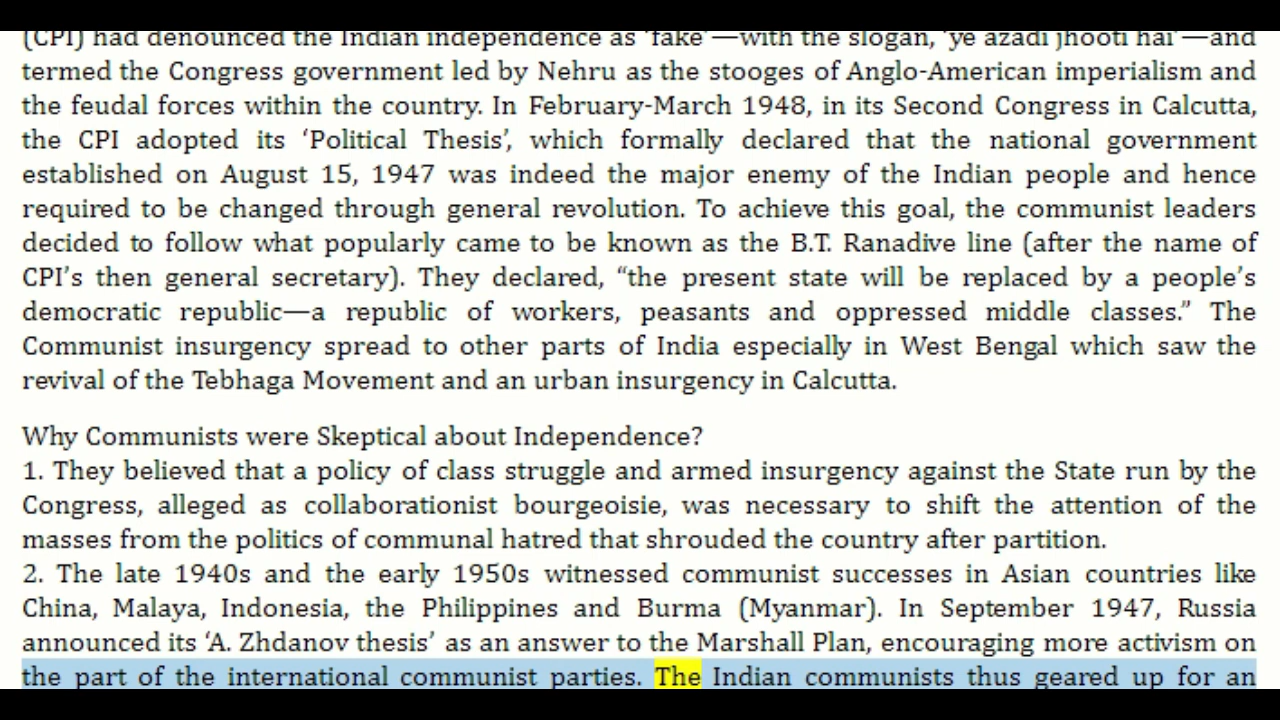 (CPI) had denounced the Indian independence as ‘fake’—with the slogan, ‘ye azadi jhooti hai’—and
termed the Congress government led by Nehru as the stooges of Anglo-American imperialism and
the feudal forces within the country. In February-March 1948, in its Second Congress in Calcutta,
the CPI adopted its ‘Political Thesis’, which formally declared that the national government
established on August 15, 1947 was indeed the major enemy of the Indian people and hence
required to be changed through general revolution. To achieve this goal, the communist leaders
decided to follow what popularly came to be known as the B.T. Ranadive line (after the name of
CPI’s then general secretary). They declared, “the present state will be replaced by a people’s
democratic republic—a republic of workers, peasants and oppressed middle classes.” The
Communist insurgency spread to other parts of India especially in West Bengal which saw the
revival of the Tebhaga Movement and an urban insurgency in Calcutta.
Why Communists were Skeptical about Independence?
1. They believed that a policy of class struggle and armed insurgency against the State run by the
Congress, alleged as collaborationist bourgeoisie, was necessary to shift the attention of the
masses from the politics of communal hatred that shrouded the country after partition.
2. The late 1940s and the early 1950s witnessed communist successes in Asian countries like
China, Malaya, Indonesia, the Philippines and Burma (Myanmar). In September 1947, Russia
announced its ‘A. Zhdanov thesis’ as an answer to the Marshall Plan, encouraging more activism on
the part of the international communist parties. The Indian communists thus geared up for an